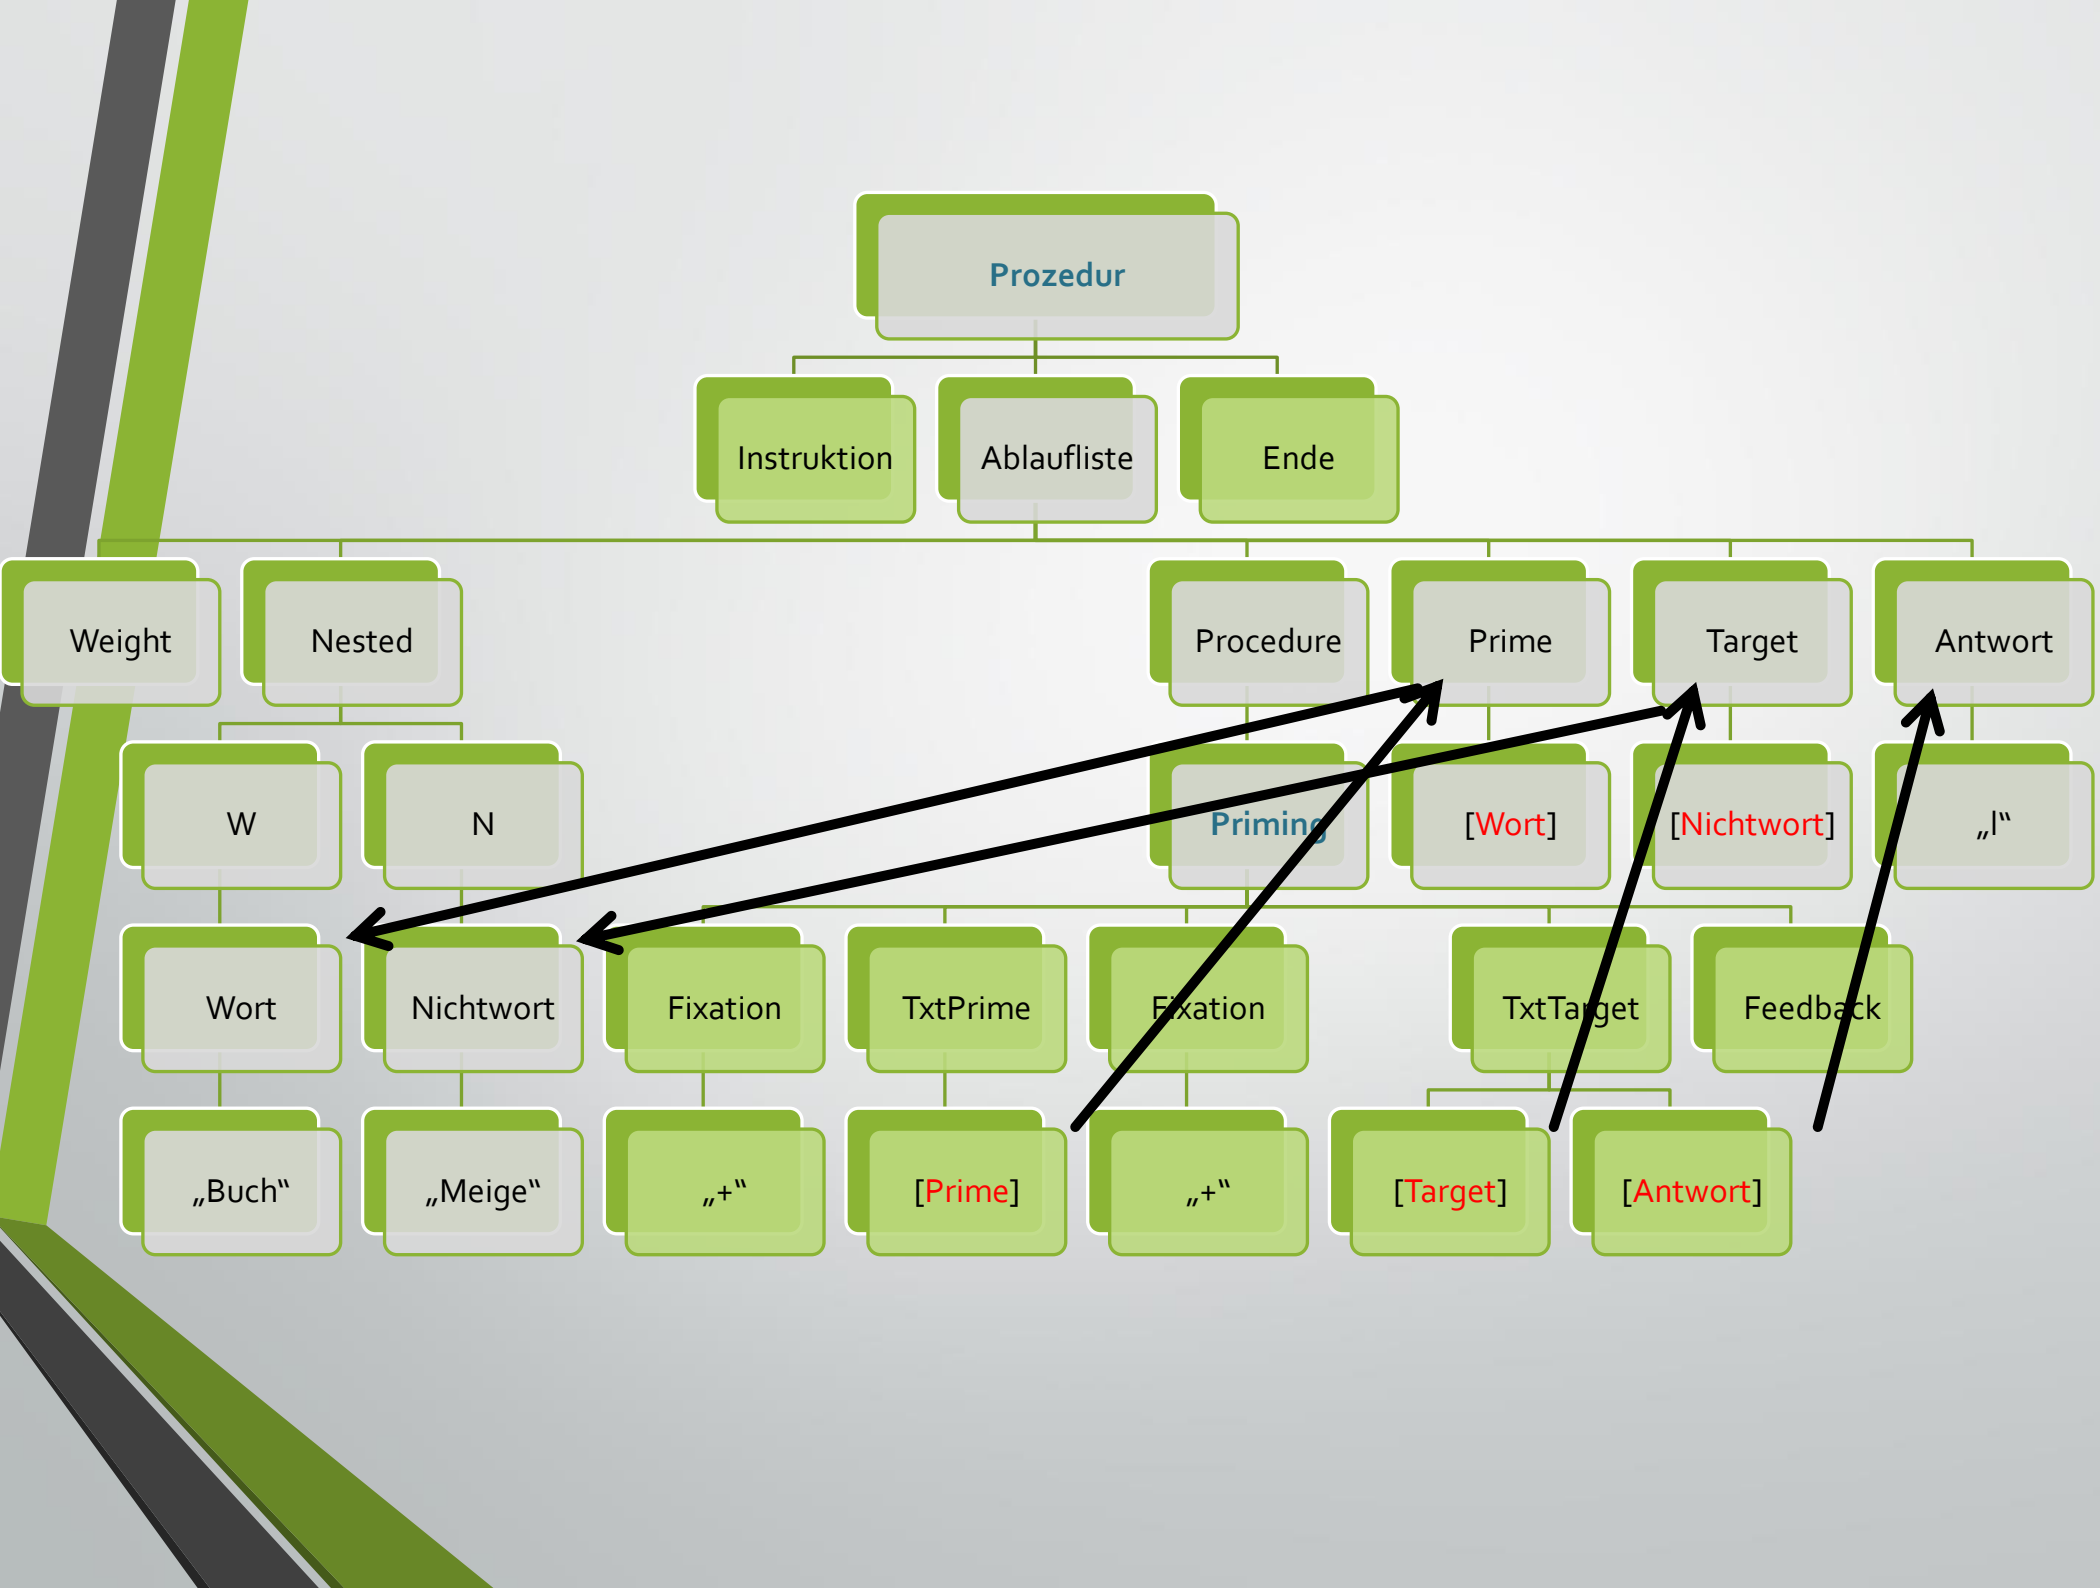 Prozedur
Instruktion
Ablaufliste
Ende
Weight
Nested
Procedure
Prime
Target
Antwort
W
N
Priming
[Wort]
[Nichtwort]
„l“
Wort
Nichtwort
Fixation
TxtPrime
Fixation
TxtTarget
Feedback
„Buch“
„Meige“
„+“
[Prime]
„+“
[Target]
[Antwort]